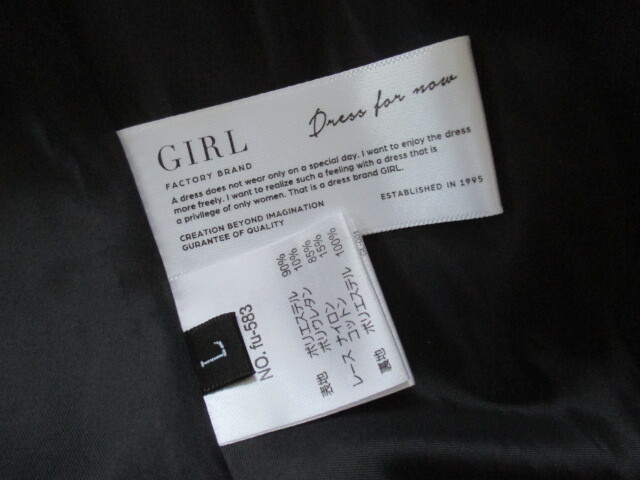 GIRL
Dress for now
FACTORY BRAND
A dress does not wear only on a special day. I want to enjoy the dress
more freely. I want to realize such a feeling with a dress that is
a privilege of only women. That is a dress brand GIRL.
CREATION BEYOND IMAGINATION
GURANTEE OF QUALITY
ESTABLISHED IN 1995
L
NO. fu-583
表地 ポリエステル 90%
ポリウレタン 10%
レース ナイロン 85%
コットン 15%
裏地 ポリエステル 100%